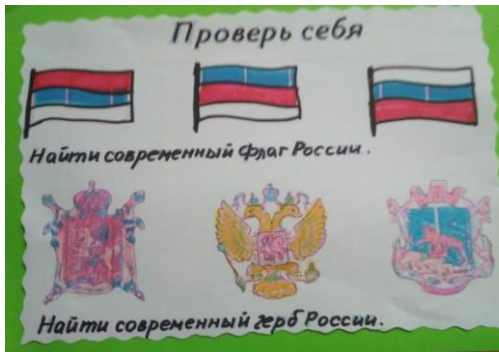 Проверь себя
Найти современный флаг России.
Найти современный герб России.